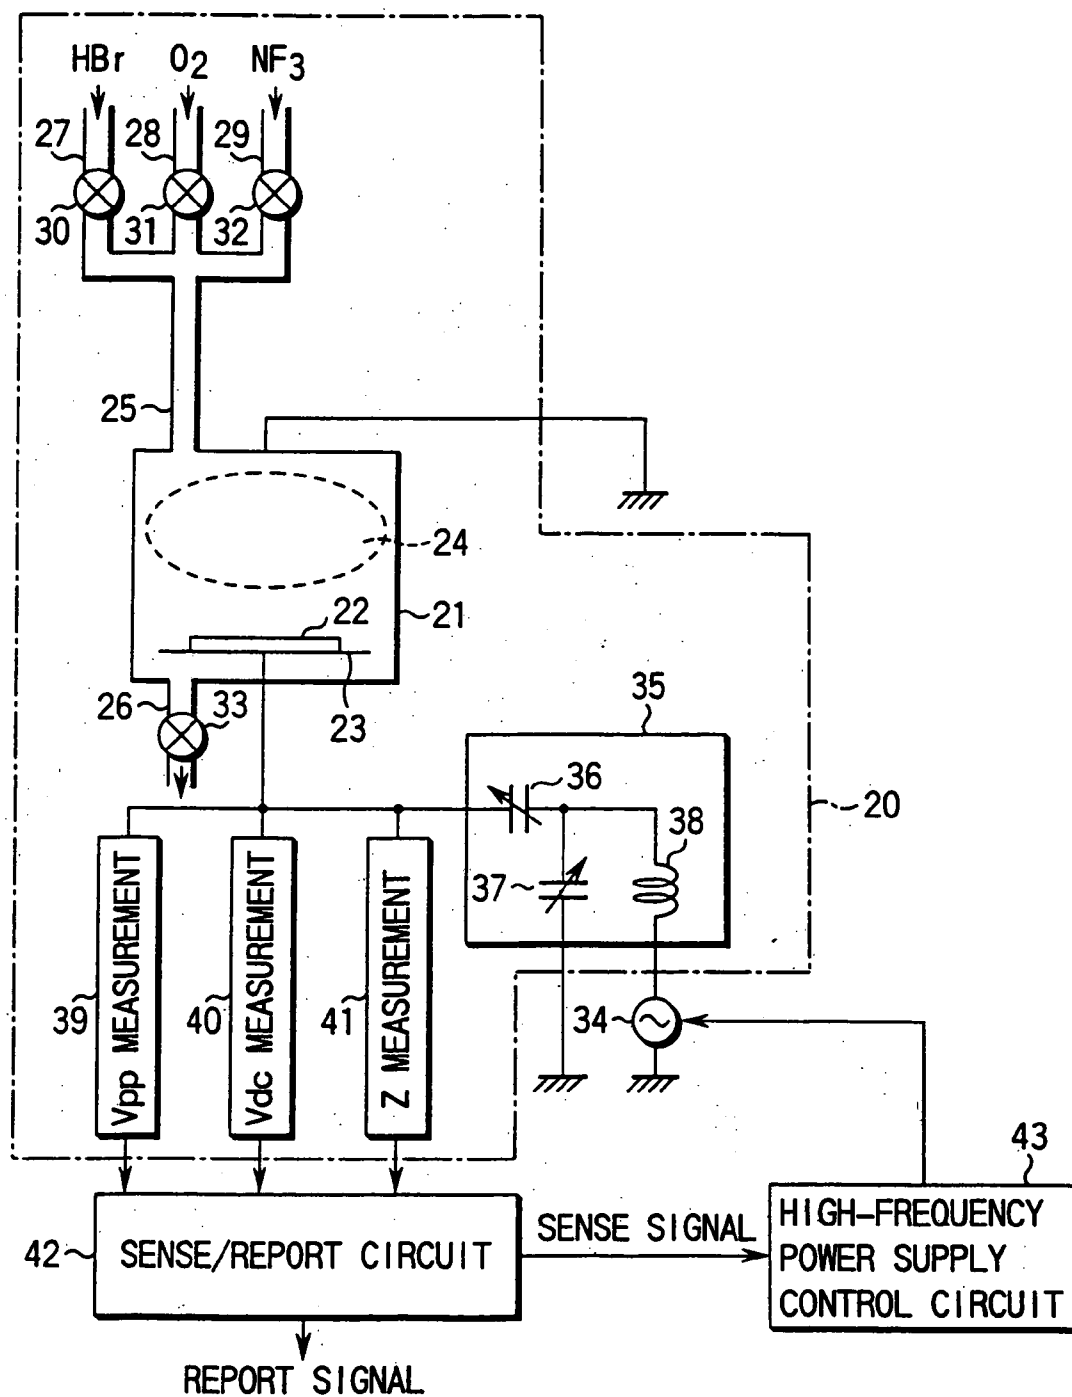 HBr O2 NF3
27 28 29
30 31 32
25
24
21
22
23
26 33
35
36
20
38
37
39 Vpp MEASUREMENT
40 Vdc MEASUREMENT
41 Z MEASUREMENT
34
43
42 SENSE/REPORT CIRCUIT
SENSE SIGNAL
HIGH-FREQUENCY
POWER SUPPLY
CONTROL CIRCUIT
REPORT SIGNAL